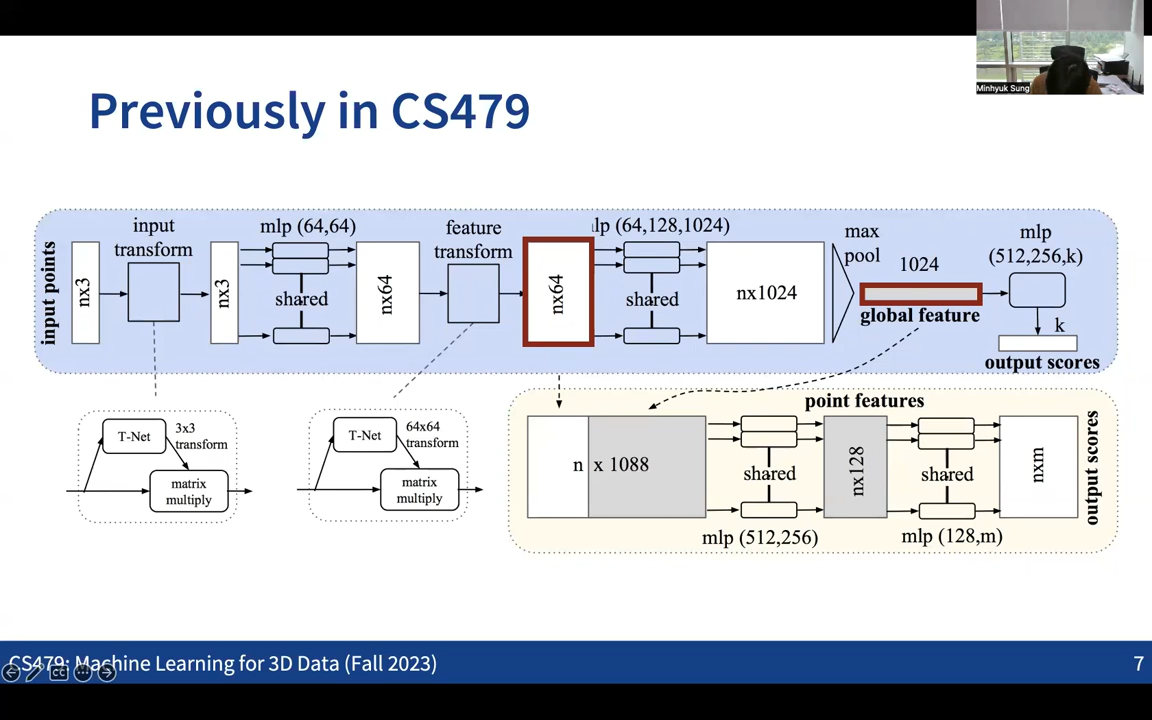 Minhyuk Sung
Previously in CS479
input points
nx3
input
transform
nx3
mlp (64,64)
shared
nx64
feature
transform
nx64
lp (64,128,1024)
shared
nx1024
max
pool
1024
global feature
mlp
(512,256,k)
k
output scores
T-Net
3x3
transform
matrix
multiply
T-Net
64x64
transform
matrix
multiply
point features
n x 1088
shared
mlp (512,256)
nx128
shared
mlp (128,m)
nxm
output scores
CS479: Machine Learning for 3D Data (Fall 2023)
7